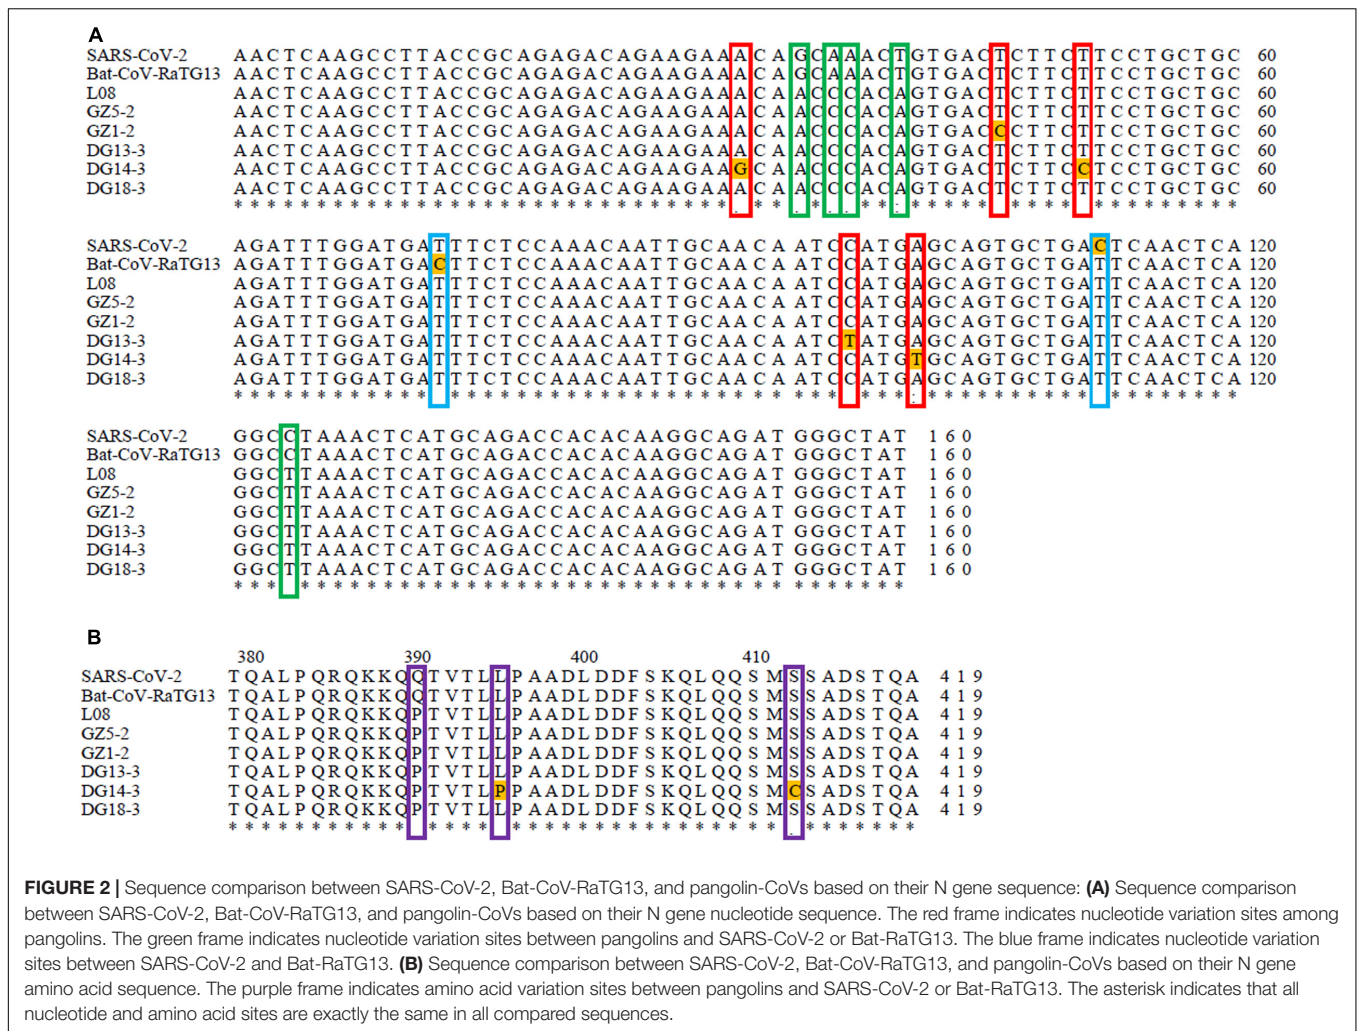 A
SARS-CoV-2 AACTCAAGCCTTACCGCAGAGACAGAAGAAACAGCAAACTGTGACTCTTCTTCCTGCTGC 60
Bat-CoV-RaTG13 AACTCAAGCCTTACCGCAGAGACAGAAGAAACAGCAAACTGTGACTCTTCTTCCTGCTGC 60
L08 AACTCAAGCCTTACCGCAGAGACAGAAGAAACAACCCACAGTGACTCTTCTTCCTGCTGC 60
GZ5-2 AACTCAAGCCTTACCGCAGAGACAGAAGAAACAACCCACAGTGACTCTTCTTCCTGCTGC 60
GZ1-2 AACTCAAGCCTTACCGCAGAGACAGAAGAAACAACCCACAGTGACCCTTCTTCCTGCTGC 60
DG13-3 AACTCAAGCCTTACCGCAGAGACAGAAGAAACAACCCACAGTGACTCTTCTTCCTGCTGC 60
DG14-3 AACTCAAGCCTTACCGCAGAGACAGAAGAAGCAACCCACAGTGACTCTTCCTCCTGCTGC 60
DG18-3 AACTCAAGCCTTACCGCAGAGACAGAAGAAACAACCCACAGTGACTCTTCTTCCTGCTGC 60
******************************.**.*..**.***** **** *********
SARS-CoV-2 AGATTTGGATGATTTCTCCAAACAATTGCAACAATCCATGAGCAGTGCTGACTCAACTCA 120
Bat-CoV-RaTG13 AGATTTGGATGACTTCTCCAAACAATTGCAACAATCCATGAGCAGTGCTGATTCAACTCA 120
L08 AGATTTGGATGATTTCTCCAAACAATTGCAACAATCCATGAGCAGTGCTGATTCAACTCA 120
GZ5-2 AGATTTGGATGATTTCTCCAAACAATTGCAACAATCCATGAGCAGTGCTGATTCAACTCA 120
GZ1-2 AGATTTGGATGATTTCTCCAAACAATTGCAACAATCCATGAGCAGTGCTGATTCAACTCA 120
DG13-3 AGATTTGGATGATTTCTCCAAACAATTGCAACAATCTATGAGCAGTGCTGATTCAACTCA 120
DG14-3 AGATTTGGATGATTTCTCCAAACAATTGCAACAATCCATGTGCAGTGCTGATTCAACTCA 120
DG18-3 AGATTTGGATGATTTCTCCAAACAATTGCAACAATCCATGAGCAGTGCTGATTCAACTCA 120
************ *********************** ***.********** ********
SARS-CoV-2 GGCCTAAACTCATGCAGACCACACAAGGCAGATGGGCTAT 160
Bat-CoV-RaTG13 GGCCTAAACTCATGCAGACCACACAAGGCAGATGGGCTAT 160
L08 GGCTTAAACTCATGCAGACCACACAAGGCAGATGGGCTAT 160
GZ5-2 GGCTTAAACTCATGCAGACCACACAAGGCAGATGGGCTAT 160
GZ1-2 GGCTTAAACTCATGCAGACCACACAAGGCAGATGGGCTAT 160
DG13-3 GGCTTAAACTCATGCAGACCACACAAGGCAGATGGGCTAT 160
DG14-3 GGCTTAAACTCATGCAGACCACACAAGGCAGATGGGCTAT 160
DG18-3 GGCTTAAACTCATGCAGACCACACAAGGCAGATGGGCTAT 160
*** ************************************
B
380 390 400 410
SARS-CoV-2 TQALPQRQKKQQTVTLLPAADLDDFSKQLQQSMSSADSTQA 419
Bat-CoV-RaTG13 TQALPQRQKKQQTVTLLPAADLDDFSKQLQQSMSSADSTQA 419
L08 TQALPQRQKKQPTVTLLPAADLDDFSKQLQQSMSSADSTQA 419
GZ5-2 TQALPQRQKKQPTVTLLPAADLDDFSKQLQQSMSSADSTQA 419
GZ1-2 TQALPQRQKKQPTVTLLPAADLDDFSKQLQQSMSSADSTQA 419
DG13-3 TQALPQRQKKQPTVTLLPAADLDDFSKQLQQSMSSADSTQA 419
DG14-3 TQALPQRQKKQPTVTLPPAADLDDFSKQLQQSMCSADSTQA 419
DG18-3 TQALPQRQKKQPTVTLLPAADLDDFSKQLQQSMSSADSTQA 419
*********** **** ****************.*******
FIGURE 2 | Sequence comparison between SARS-CoV-2, Bat-CoV-RaTG13, and pangolin-CoVs based on their N gene sequence: (A) Sequence comparison
between SARS-CoV-2, Bat-CoV-RaTG13, and pangolin-CoVs based on their N gene nucleotide sequence. The red frame indicates nucleotide variation sites among
pangolins. The green frame indicates nucleotide variation sites between pangolins and SARS-CoV-2 or Bat-RaTG13. The blue frame indicates nucleotide variation
sites between SARS-CoV-2 and Bat-RaTG13. (B) Sequence comparison between SARS-CoV-2, Bat-CoV-RaTG13, and pangolin-CoVs based on their N gene
amino acid sequence. The purple frame indicates amino acid variation sites between pangolins and SARS-CoV-2 or Bat-RaTG13. The asterisk indicates that all
nucleotide and amino acid sites are exactly the same in all compared sequences.